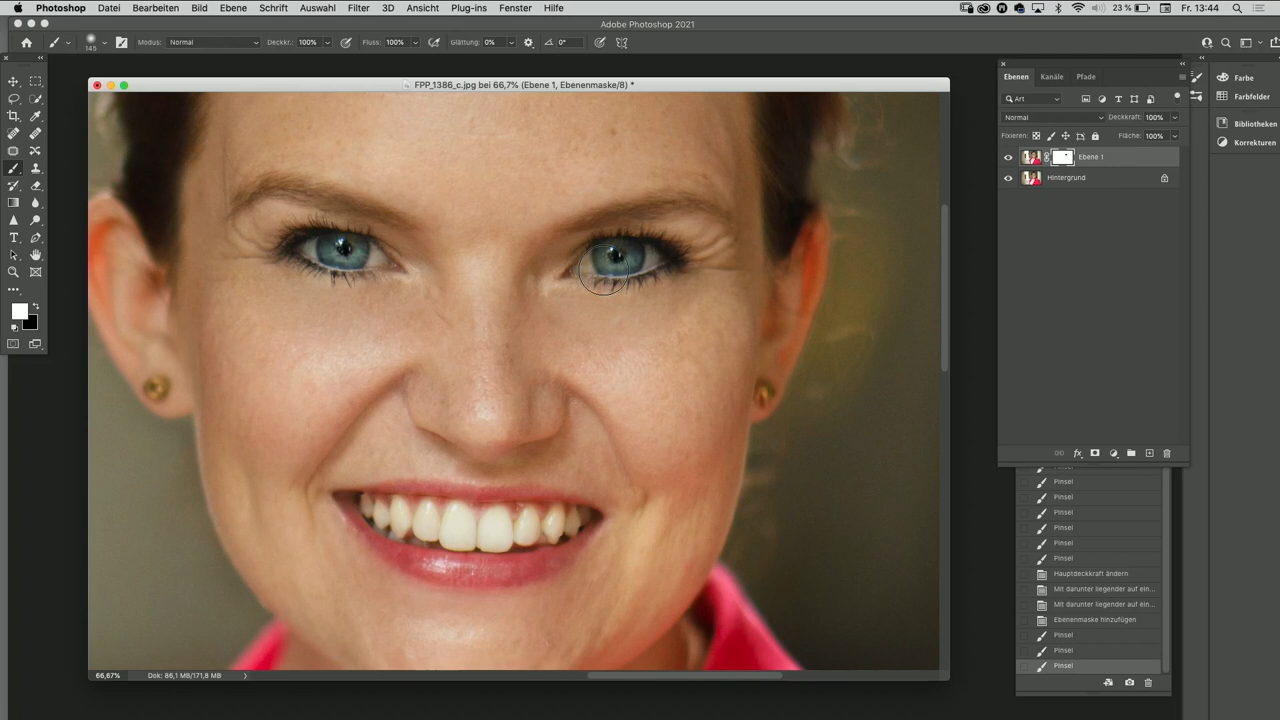 Photoshop Datei Bearbeiten Bild Ebene Schrift Auswahl Filter 3D Ansicht Plug-ins Fenster Hilfe 23 % Fr. 13:44
Adobe Photoshop 2021
145 Modus: Normal Deckkr.: 100% Fluss: 100% Glättung: 0% 0°
FPP_1386_c.jpg bei 66,7% (Ebene 1, Ebenenmaske/8) *
Ebenen Kanäle Pfade
Art
Normal Deckkraft: 100%
Fixieren: Fläche: 100%
Ebene 1
Hintergrund
Farbe
Farbfelder
Bibliotheken
Korrekturen
fx
Pinsel
Pinsel
Pinsel
Pinsel
Pinsel
Pinsel
Hauptdeckkraft ändern
Mit darunter liegender auf ein...
Mit darunter liegender auf ein...
Ebenenmaske hinzufügen
Pinsel
Pinsel
Pinsel
66,67% Dok: 86,1 MB/171,8 MB